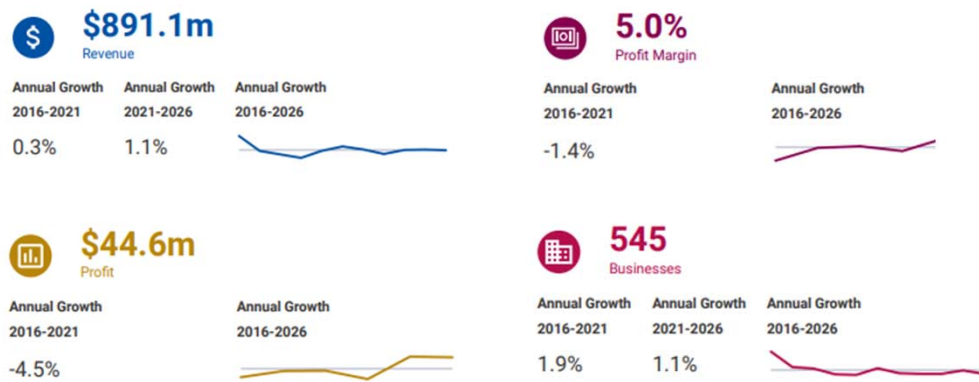 $891.1m
Revenue
Annual Growth Annual Growth Annual Growth
2016-2021 2021-2026 2016-2026
0.3% 1.1%
5.0%
Profit Margin
Annual Growth Annual Growth
2016-2021 2016-2026
-1.4%
$44.6m
Profit
Annual Growth Annual Growth
2016-2021 2016-2026
-4.5%
545
Businesses
Annual Growth Annual Growth Annual Growth
2016-2021 2021-2026 2016-2026
1.9% 1.1%